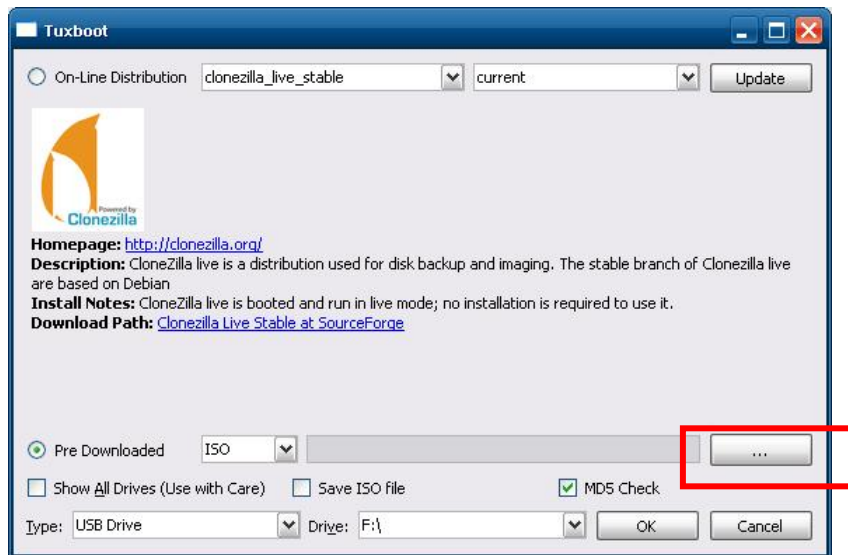 Tuxboot
On-Line Distribution clonezilla_live_stable current Update
Powered by
Clonezilla
Homepage: http://clonezilla.org/
Description: CloneZilla live is a distribution used for disk backup and imaging. The stable branch of Clonezilla live
are based on Debian
Install Notes: CloneZilla live is booted and run in live mode; no installation is required to use it.
Download Path: Clonezilla Live Stable at SourceForge
Pre Downloaded ISO ...
Show All Drives (Use with Care) Save ISO file MD5 Check
Type: USB Drive Drive: F:\ OK Cancel